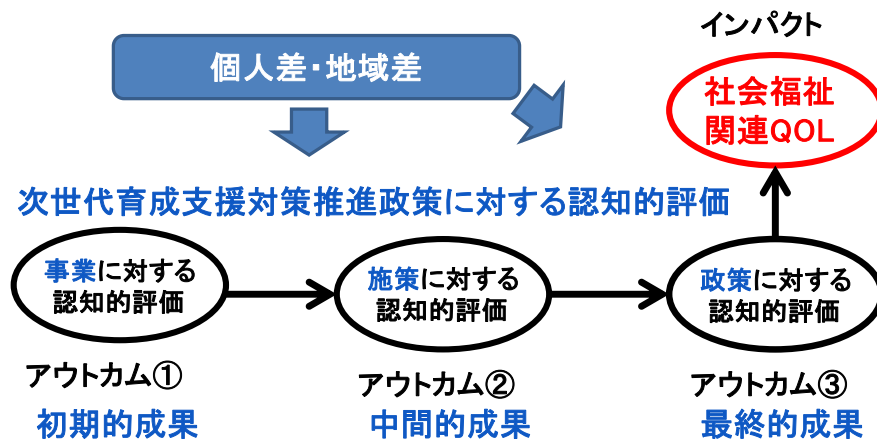 インパクト
個人差・地域差
社会福祉
関連QOL
次世代育成支援対策推進政策に対する認知的評価
事業に対する
認知的評価
施策に対する
認知的評価
政策に対する
認知的評価
アウトカム①
アウトカム②
アウトカム③
初期的成果
中間的成果
最終的成果